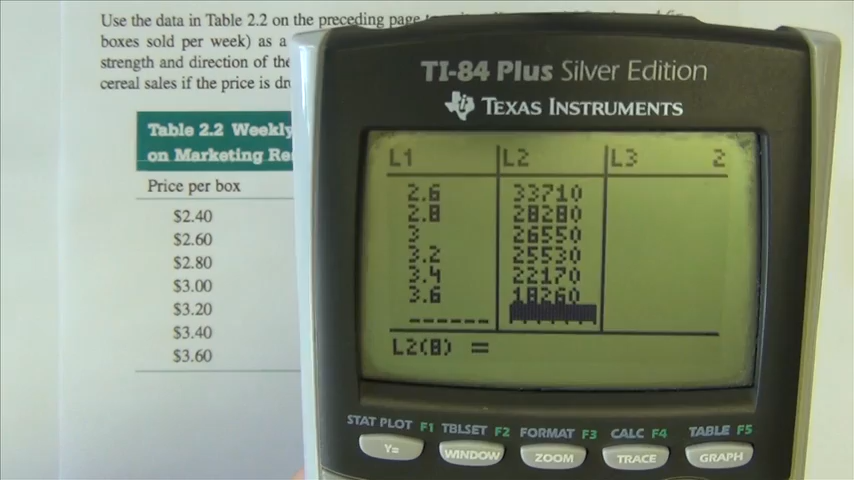 Use the data in Table 2.2 on the preceding page
boxes sold per week) as a
strength and direction of the
cereal sales if the price is
Table 2.2 Weekly
on Marketing
Price per box
$2.40
$2.60
$2.80
$3.00
$3.20
$3.40
$3.60
TI-84 Plus Silver Edition
TEXAS INSTRUMENTS
L1 L2 L3 2
2.6 33710
2.8 28280
3 26550
3.2 25530
3.4 22170
3.6 18260
------
L2(8) =
STAT PLOT F1 TBLSET F2 FORMAT F3 CALC F4 TABLE F5
Y= WINDOW ZOOM TRACE GRAPH